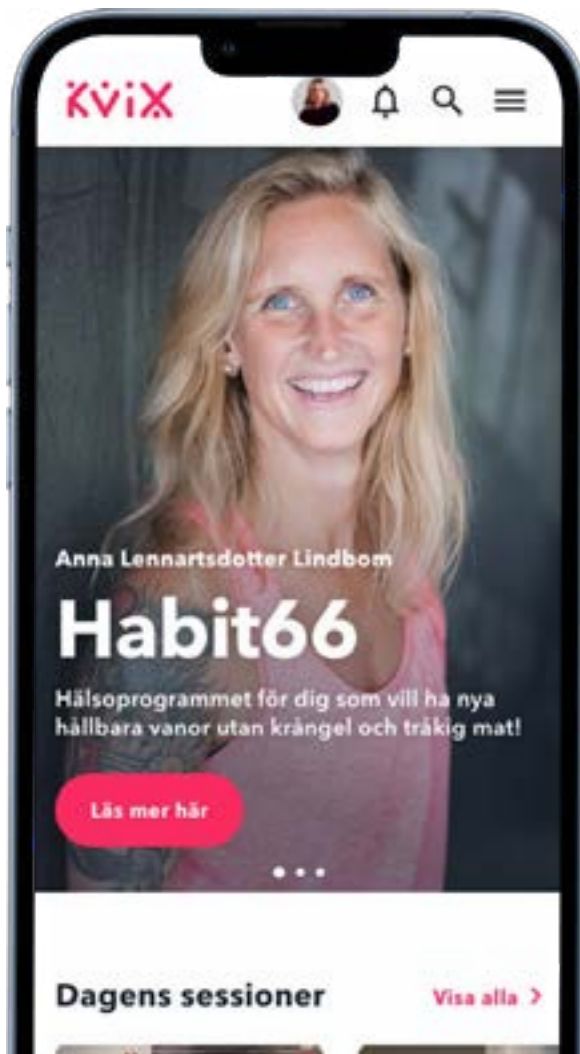 KViX
Anna Lennartsdotter Lindbom
Habit66
Hälsoprogrammet för dig som vill ha nya
hållbara vanor utan krångel och tråkig mat!
Läs mer här
Dagens sessioner
Visa alla >